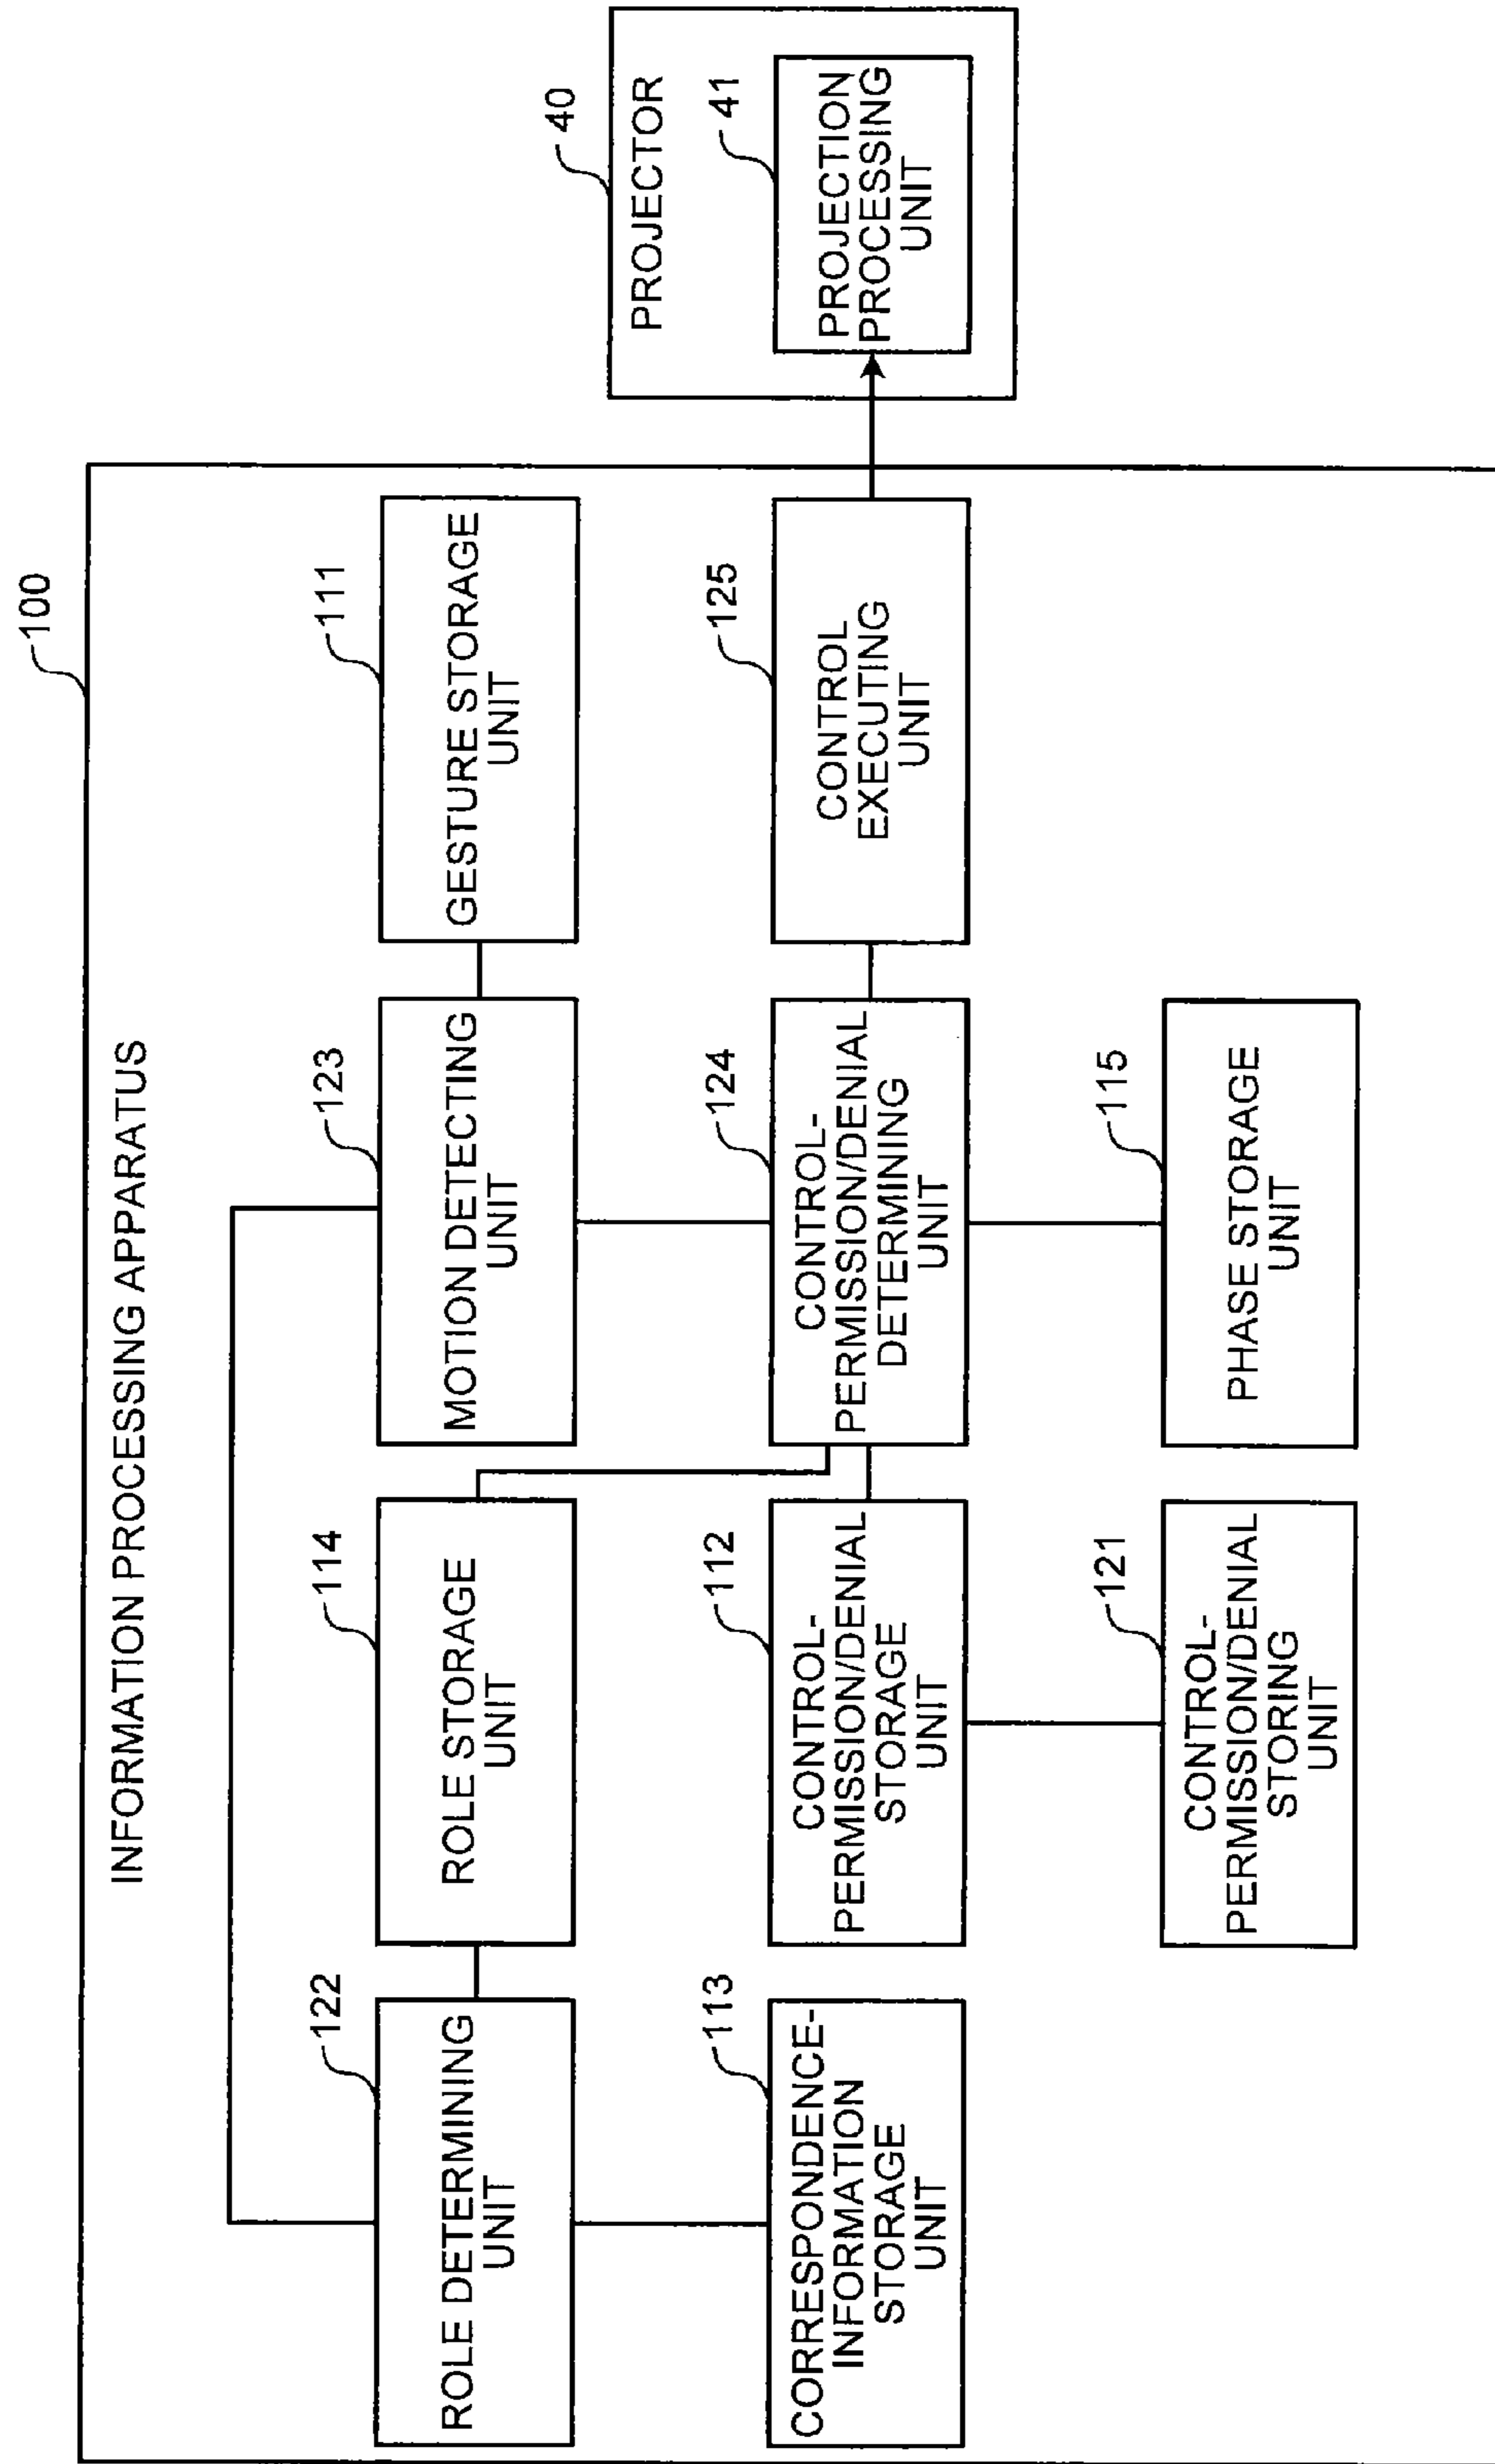 100
INFORMATION PROCESSING APPARATUS
122
ROLE DETERMINING
UNIT
114
ROLE STORAGE
UNIT
123
MOTION DETECTING
UNIT
111
GESTURE STORAGE
UNIT
113
CORRESPONDENCE-
INFORMATION
STORAGE
UNIT
112
CONTROL-
PERMISSION/DENIAL
STORAGE
UNIT
124
CONTROL-
PERMISSION/DENIAL
DETERMINING
UNIT
125
CONTROL
EXECUTING
UNIT
121
CONTROL-
PERMISSION/DENIAL
STORING
UNIT
115
PHASE STORAGE
UNIT
40
PROJECTOR
41
PROJECTION
PROCESSING
UNIT